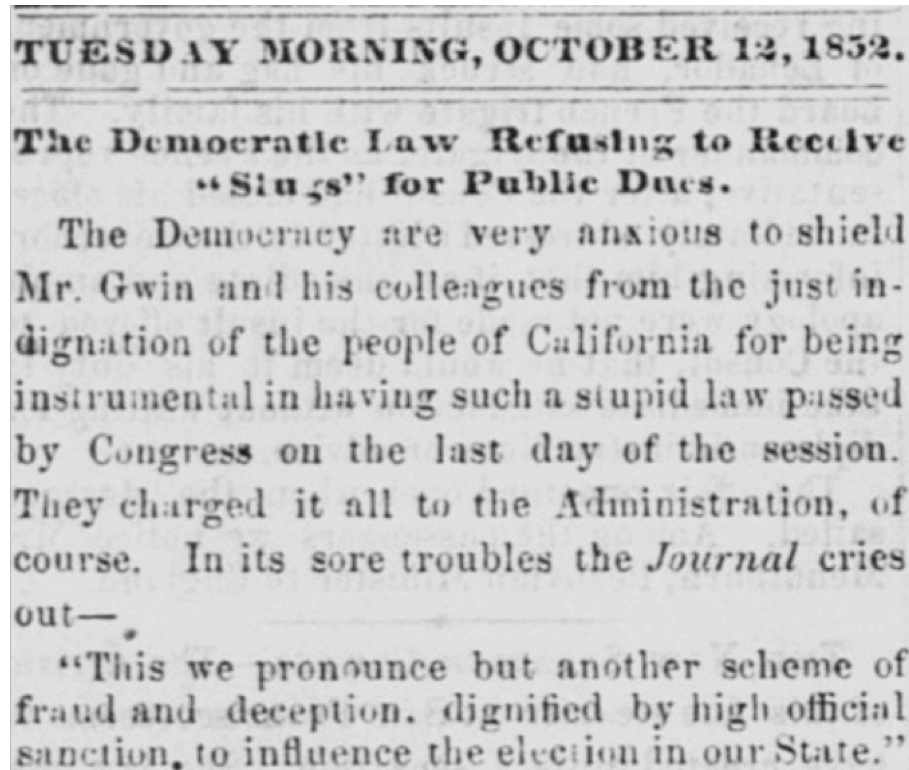 TUESDAY MORNING, OCTOBER 12, 1852.
The Democratic Law Refusing to Receive
"Slugs" for Public Dues.
The Democracy are very anxious to shield
Mr. Gwin and his colleagues from the just in-
dignation of the people of California for being
instrumental in having such a stupid law passed
by Congress on the last day of the session.
They charged it all to the Administration, of
course. In its sore troubles the Journal cries
out—
"This we pronounce but another scheme of
fraud and deception, dignified by high official
sanction, to influence the election in our State."